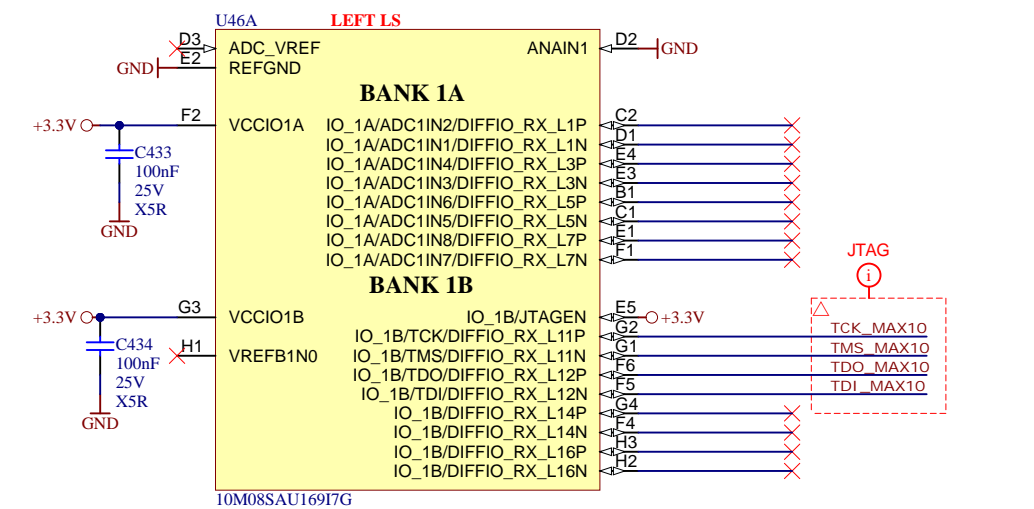 U46A
LEFT LS
D3
ADC_VREF
ANAIN1
D2
GND
GND
E2
REFGND
BANK 1A
+3.3V
F2
VCCIO1A
IO_1A/ADC1IN2/DIFFIO_RX_L1P
C2
IO_1A/ADC1IN1/DIFFIO_RX_L1N
D1
C433
IO_1A/ADC1IN4/DIFFIO_RX_L3P
E4
100nF
IO_1A/ADC1IN3/DIFFIO_RX_L3N
E3
25V
IO_1A/ADC1IN6/DIFFIO_RX_L5P
B1
X5R
IO_1A/ADC1IN5/DIFFIO_RX_L5N
C1
GND
IO_1A/ADC1IN8/DIFFIO_RX_L7P
E1
IO_1A/ADC1IN7/DIFFIO_RX_L7N
F1
JTAG
i
BANK 1B
+3.3V
G3
VCCIO1B
IO_1B/JTAGEN
E5
+3.3V
IO_1B/TCK/DIFFIO_RX_L11P
G2
TCK_MAX10
C434
H1
VREFB1N0
IO_1B/TMS/DIFFIO_RX_L11N
G1
TMS_MAX10
100nF
IO_1B/TDO/DIFFIO_RX_L12P
F6
TDO_MAX10
25V
IO_1B/TDI/DIFFIO_RX_L12N
F5
TDI_MAX10
X5R
IO_1B/DIFFIO_RX_L14P
G4
GND
IO_1B/DIFFIO_RX_L14N
F4
IO_1B/DIFFIO_RX_L16P
H3
IO_1B/DIFFIO_RX_L16N
H2
10M08SAU169I7G